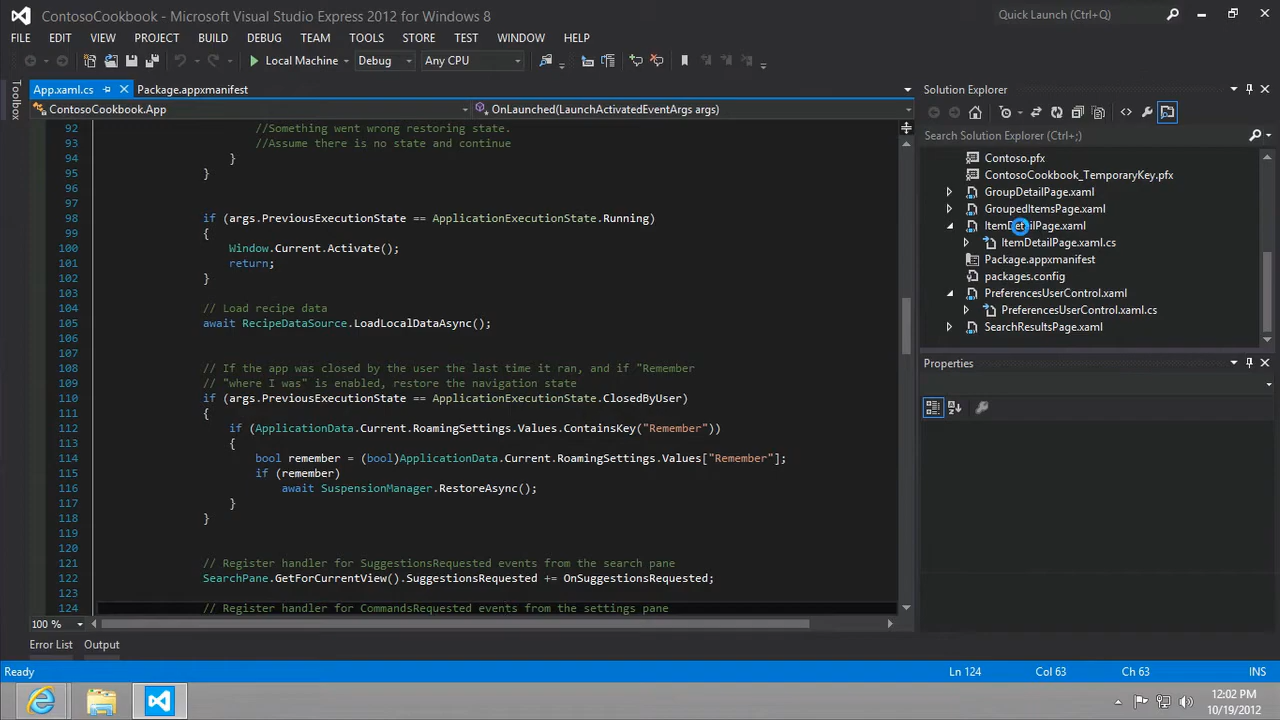 ContosoCookbook - Microsoft Visual Studio Express 2012 for Windows 8
Quick Launch (Ctrl+Q)
FILE EDIT VIEW PROJECT BUILD DEBUG TEAM TOOLS STORE TEST WINDOW HELP
Local Machine Debug Any CPU
Toolbox
App.xaml.cs Package.appxmanifest
ContosoCookbook.App OnLaunched(LaunchActivatedEventArgs args)
92 //Something went wrong restoring state.
93 //Assume there is no state and continue
94 }
95 }
96
97
98 if (args.PreviousExecutionState == ApplicationExecutionState.Running)
99 {
100 Window.Current.Activate();
101 return;
102 }
103
104 // Load recipe data
105 await RecipeDataSource.LoadLocalDataAsync();
106
107
108 // If the app was closed by the user the last time it ran, and if "Remember
109 // "where I was" is enabled, restore the navigation state
110 if (args.PreviousExecutionState == ApplicationExecutionState.ClosedByUser)
111 {
112 if (ApplicationData.Current.RoamingSettings.Values.ContainsKey("Remember"))
113 {
114 bool remember = (bool)ApplicationData.Current.RoamingSettings.Values["Remember"];
115 if (remember)
116 await SuspensionManager.RestoreAsync();
117 }
118 }
119
120
121 // Register handler for SuggestionsRequested events from the search pane
122 SearchPane.GetForCurrentView().SuggestionsRequested += OnSuggestionsRequested;
123
124 // Register handler for CommandsRequested events from the settings pane
100 %
Solution Explorer
Search Solution Explorer (Ctrl+;)
Contoso.pfx
ContosoCookbook_TemporaryKey.pfx
GroupDetailPage.xaml
GroupedItemsPage.xaml
ItemDetailPage.xaml
ItemDetailPage.xaml.cs
Package.appxmanifest
packages.config
PreferencesUserControl.xaml
PreferencesUserControl.xaml.cs
SearchResultsPage.xaml
Properties
Error List Output
Ready Ln 124 Col 63 Ch 63 INS
12:02 PM
10/19/2012